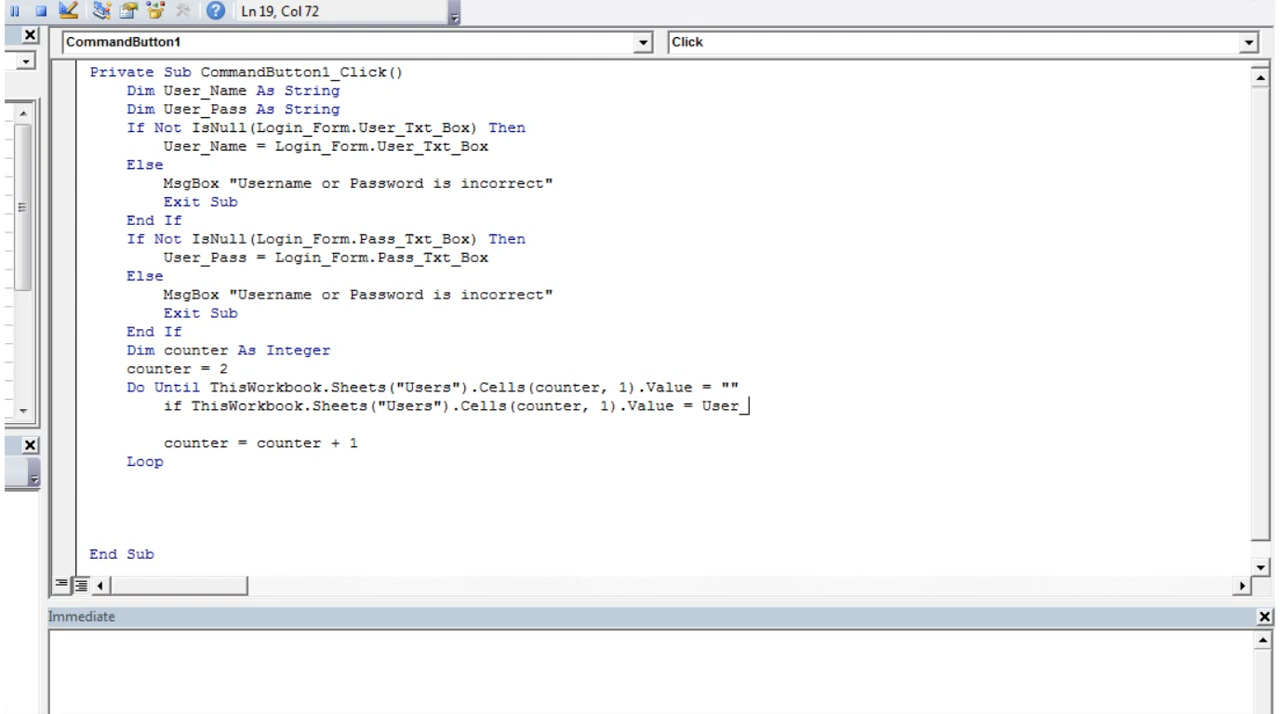 Ln 19, Col 72
CommandButton1 Click
Private Sub CommandButton1_Click()
Dim User_Name As String
Dim User_Pass As String
If Not IsNull(Login_Form.User_Txt_Box) Then
User_Name = Login_Form.User_Txt_Box
Else
MsgBox "Username or Password is incorrect"
Exit Sub
End If
If Not IsNull(Login_Form.Pass_Txt_Box) Then
User_Pass = Login_Form.Pass_Txt_Box
Else
MsgBox "Username or Password is incorrect"
Exit Sub
End If
Dim counter As Integer
counter = 2
Do Until ThisWorkbook.Sheets("Users").Cells(counter, 1).Value = ""
if ThisWorkbook.Sheets("Users").Cells(counter, 1).Value = User_
counter = counter + 1
Loop
End Sub
Immediate